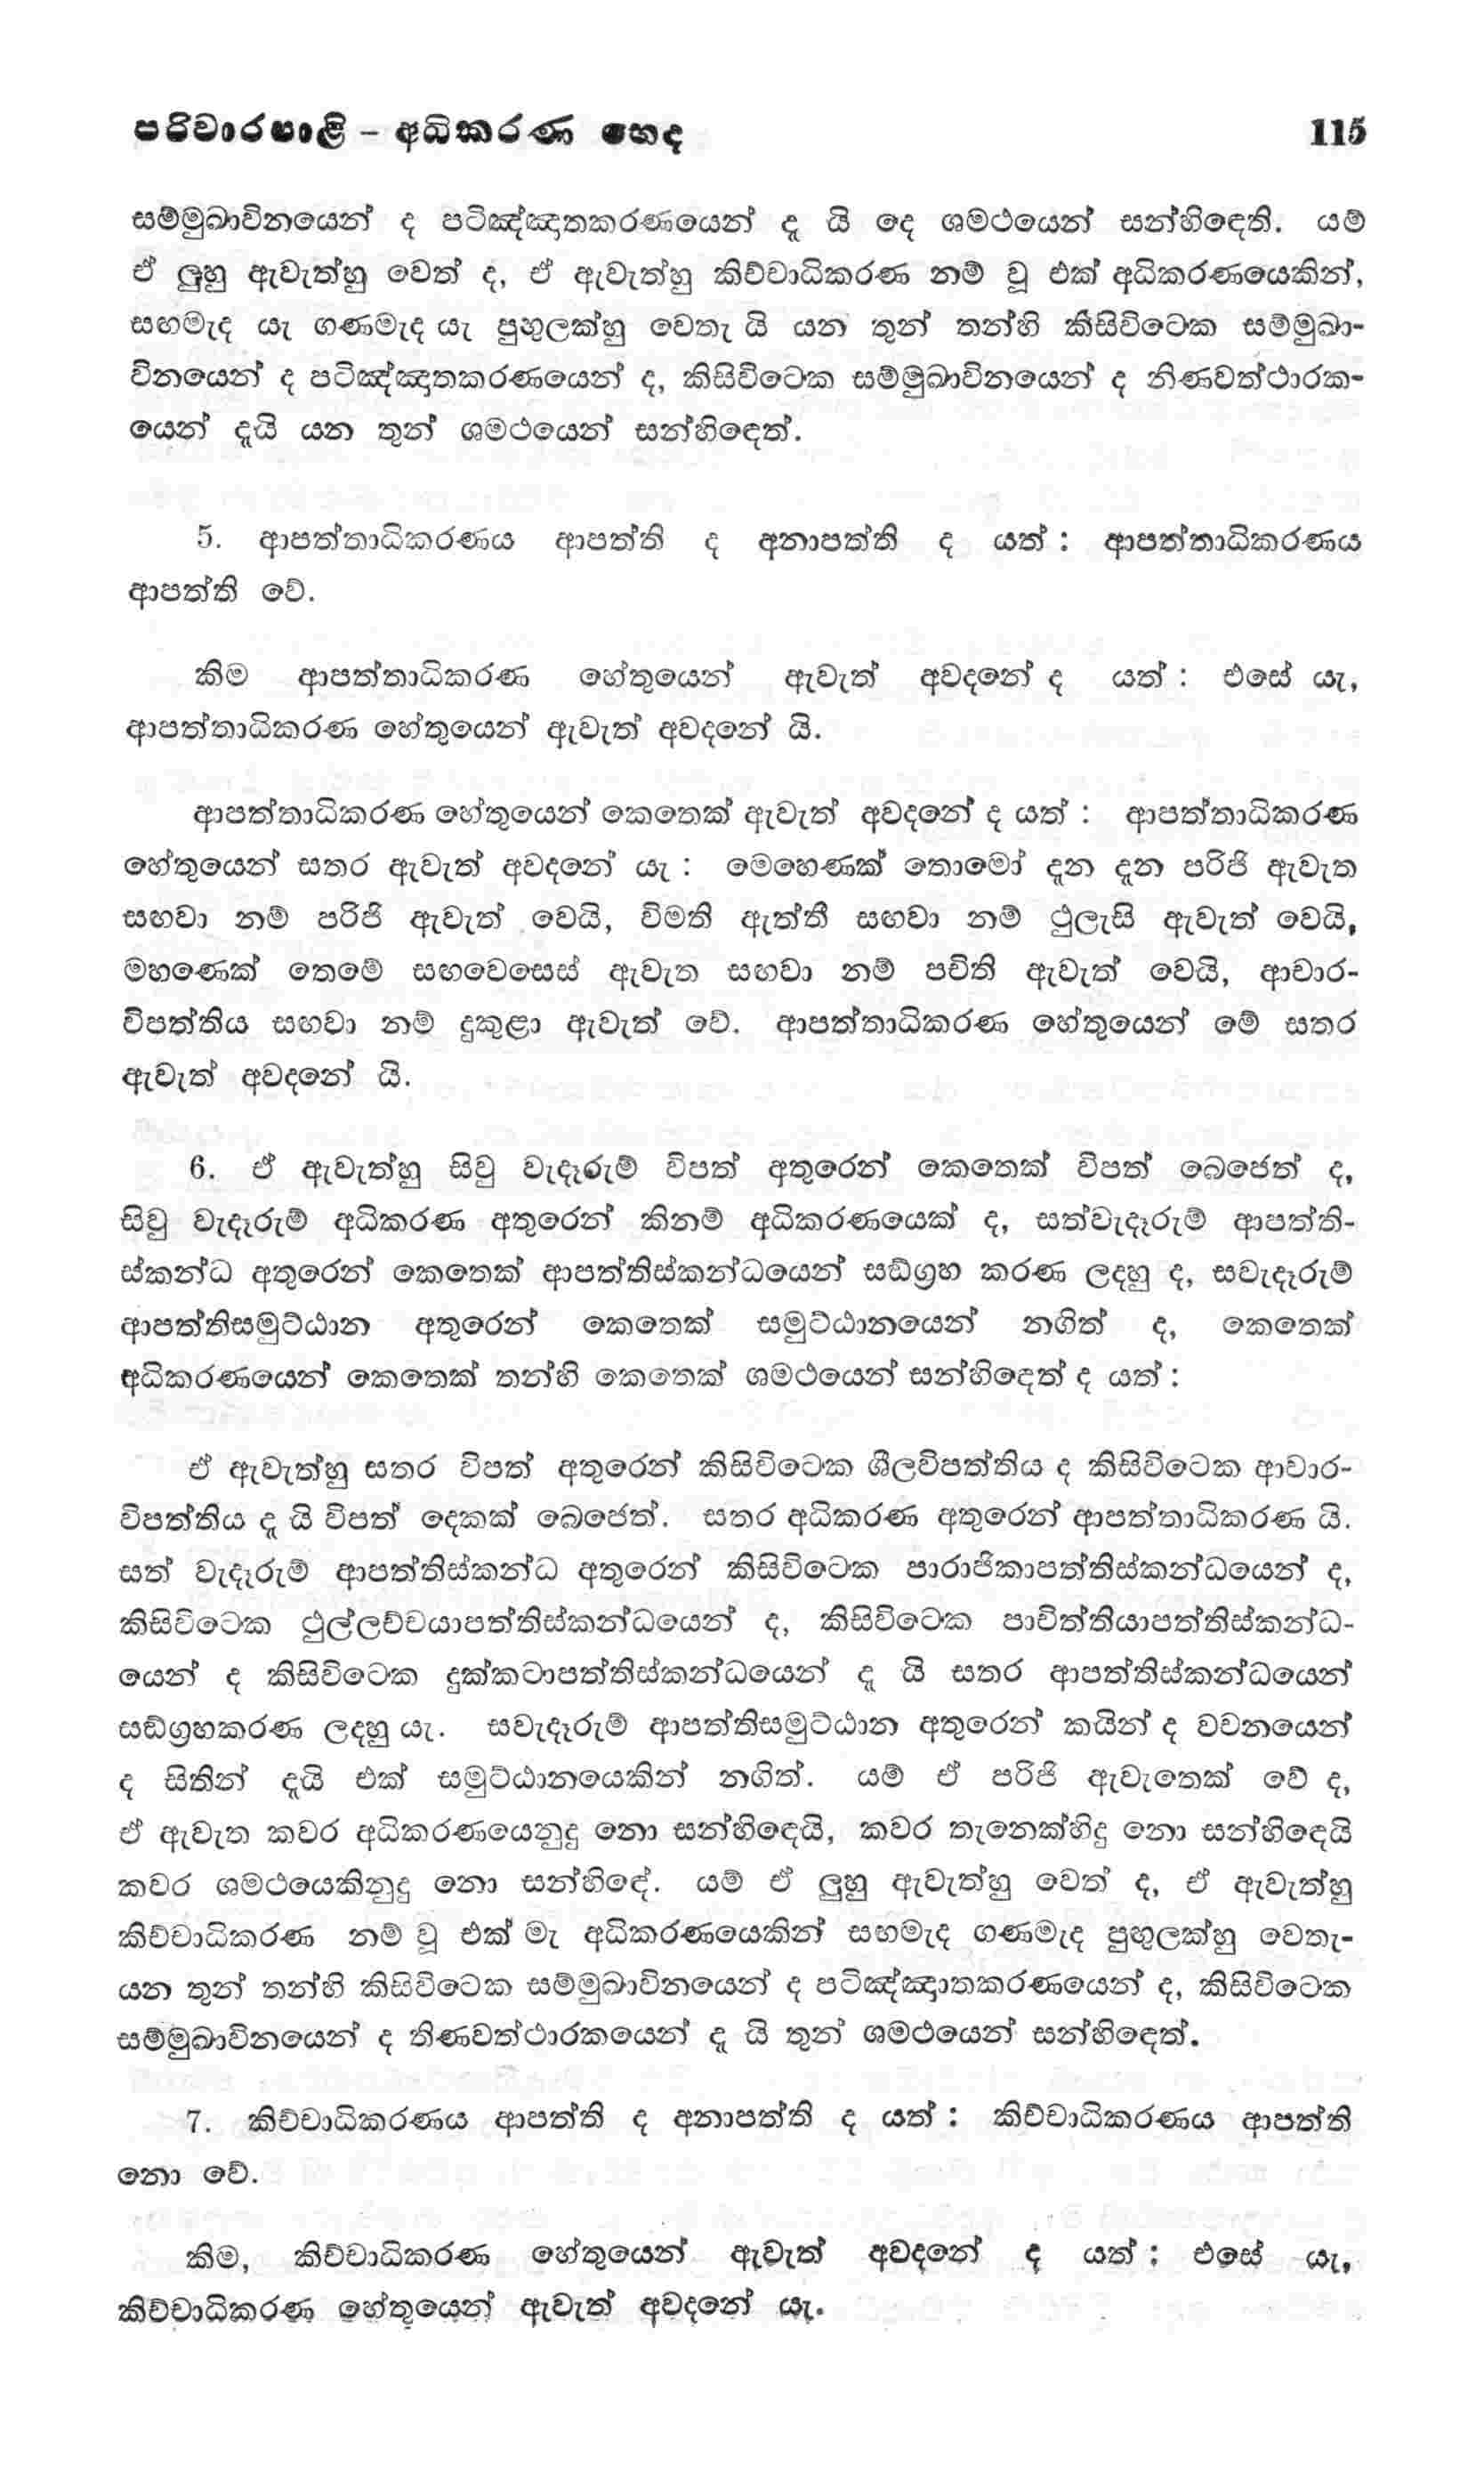 පරිවාරපාළි – අධිකරණ භෙද 115
සම්මුඛාවිනයෙන් ද පටිඤ්ඤාතකරණයෙන් දැ යි දෙ ශමථයෙන් සන්හිඳෙති. යම්
ඒ ලුහු ඇවැත්හු වෙත් ද, ඒ ඇවැත්හු කිච්චාධිකරණ නම් වූ එක් අධිකරණයෙකින්,
සඟමැද යැ ගණමැද යැ පුඟුලක්හු වෙතැ යි යන තුන් තන්හි කිසිවිටෙක සම්මුඛා-
විනයෙන් ද පටිඤ්ඤාතකරණයෙන් ද, කිසිවිටෙක සම්මුඛාවිනයෙන් ද තිණවත්ථාරක-
යෙන් දැයි යන තුන් ශමථයෙන් සන්හිඳෙත්.
5. ආපත්තාධිකරණය ආපත්ති ද අනාපත්ති ද යත් : ආපත්තාධිකරණය
ආපත්ති වේ.
කිම ආපත්තාධිකරණ හේතුයෙන් ඇවැත් අවදනේ ද යත් : එසේ යැ,
ආපත්තාධිකරණ හේතුයෙන් ඇවැත් අවදනේ යි.
ආපත්තාධිකරණ හේතුයෙන් කෙතෙක් ඇවැත් අවදනේ ද යත් : ආපත්තාධිකරණ
හේතුයෙන් සතර ඇවැත් අවදනේ යැ : මෙහෙණක් තොමෝ දැන දැන පරිජි ඇවැත
සඟවා නම් පරිජි ඇවැත් වෙයි, විමති ඇත්තී සඟවා නම් ථුලැසි ඇවැත් වෙයි,
මහණෙක් තෙමේ සඟවෙසෙස් ඇවැත සඟවා නම් පචිති ඇවැත් වෙයි, ආචාර-
විපත්තිය සඟවා නම් දුකුළා ඇවැත් වේ. ආපත්තාධිකරණ හේතුයෙන් මේ සතර
ඇවැත් අවදනේ යි.
6. ඒ ඇවැත්හු සිවු වැදෑරුම් විපත් අතුරෙන් කෙතෙක් විපත් බෙජෙත් ද,
සිවු වැදෑරුම් අධිකරණ අතුරෙන් කිනම් අධිකරණයෙක් ද, සත්වැදෑරුම් ආපත්ති-
ස්කන්ධ අතුරෙන් කෙතෙක් ආපත්තිස්කන්ධයෙන් සඞ්ග්‍රහ කරණ ලදහු ද, සවැදෑරුම්
ආපත්තිසමුට්ඨාන අතුරෙන් කෙතෙක් සමුට්ඨානයෙන් නගිත් ද, කෙතෙක්
අධිකරණයෙන් කෙතෙක් තන්හි කෙතෙක් ශමථයෙන් සන්හිඳෙත් ද යත් :
ඒ ඇවැත්හු සතර විපත් අතුරෙන් කිසිවිටෙක ශීලවිපත්තිය ද කිසිවිටෙක ආචාර-
විපත්තිය දැ යි විපත් දෙකක් බෙජෙත්. සතර අධිකරණ අතුරෙන් ආපත්තාධිකරණ යි.
සත් වැදෑරුම් ආපත්තිස්කන්ධ අතුරෙන් කිසිවිටෙක පාරාජිකාපත්තිස්කන්ධයෙන් ද,
කිසිවිටෙක ථුල්ලච්චයාපත්තිස්කන්ධයෙන් ද, කිසිවිටෙක පාචිත්තියාපත්තිස්කන්ධ-
යෙන් ද කිසිවිටෙක දුක්කටාපත්තිස්කන්ධයෙන් දැ යි සතර ආපත්තිස්කන්ධයෙන්
සඞ්ග්‍රහකරණ ලදහු යැ. සවැදෑරුම් ආපත්තිසමුට්ඨාන අතුරෙන් කයින් ද වචනයෙන්
ද සිතින් දැයි එක් සමුට්ඨානයෙකින් නගිත්. යම් ඒ පරිජි ඇවැතෙක් වේ ද,
ඒ ඇවැත කවර අධිකරණයෙනුදු නො සන්හිඳෙයි, කවර තැනෙක්හිදු නො සන්හිඳෙයි
කවර ශමථයෙකිනුදු නො සන්හිඳේ. යම් ඒ ලුහු ඇවැත්හු වෙත් ද, ඒ ඇවැත්හු
කිච්චාධිකරණ නම් වූ එක් මැ අධිකරණයෙකින් සඟමැද ගණමැද පුඟුලක්හු වෙතැ-
යන තුන් තන්හි කිසිවිටෙක සම්මුඛාවිනයෙන් ද පටිඤ්ඤාතකරණයෙන් ද, කිසිවිටෙක
සම්මුඛාවිනයෙන් ද තිණවත්ථාරකයෙන් දැ යි තුන් ශමථයෙන් සන්හිඳෙත්.
7. කිච්චාධිකරණය ආපත්ති ද අනාපත්ති ද යත් : කිච්චාධිකරණය ආපත්ති
නො වේ.
කිම, කිච්චාධිකරණ හේතුයෙන් ඇවැත් අවදනේ ද යත් : එසේ යැ,
කිච්චාධිකරණ හේතුයෙන් ඇවැත් අවදනේ යැ.